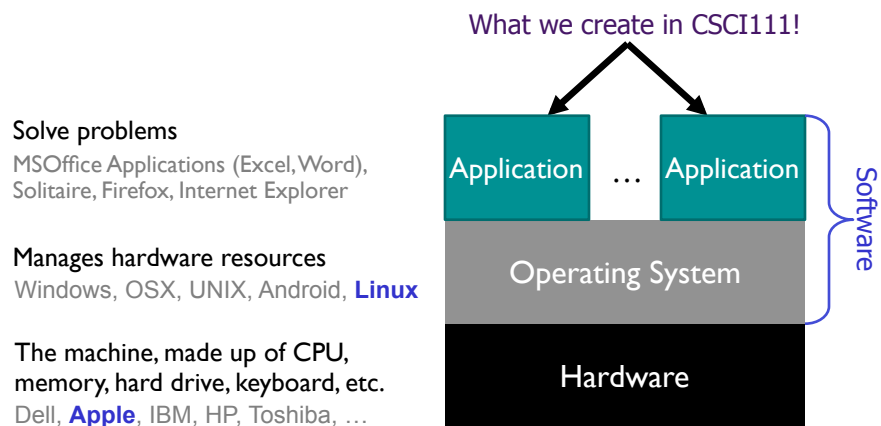 What we create in CSCI111!
Solve problems
MSOffice Applications (Excel, Word),
Solitaire, Firefox, Internet Explorer
Application
…
Application
Software
Manages hardware resources
Windows, OSX, UNIX, Android, Linux
Operating System
The machine, made up of CPU,
memory, hard drive, keyboard, etc.
Dell, Apple, IBM, HP, Toshiba, …
Hardware